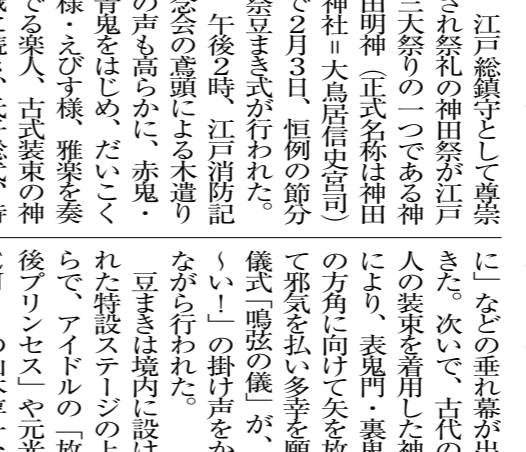 江戸総鎮守として尊崇
され祭礼の神田祭が江戸
三大祭りの一つである神
田明神（正式名称は神田
神社＝大鳥居信史宮司）
で２月３日、恒例の節分
祭豆まき式が行われた。
午後２時、江戸消防記
念会の鳶頭による木遣り
の声も高らかに、赤鬼・
青鬼をはじめ、だいこく
様・えびす様、雅楽を奏
でる楽人、古式装束の神
に」などの垂れ幕が出
きた。次いで、古代の
人の装束を着用した神
により、表鬼門・裏鬼
の方角に向けて矢を放
て邪気を払い多幸を願
儀式「鳴弦の儀」が、
〜い！」の掛け声をか
ながら行われた。
豆まきは境内に設け
れた特設ステージの上
らで、アイドルの「放
後プリンセス」や元